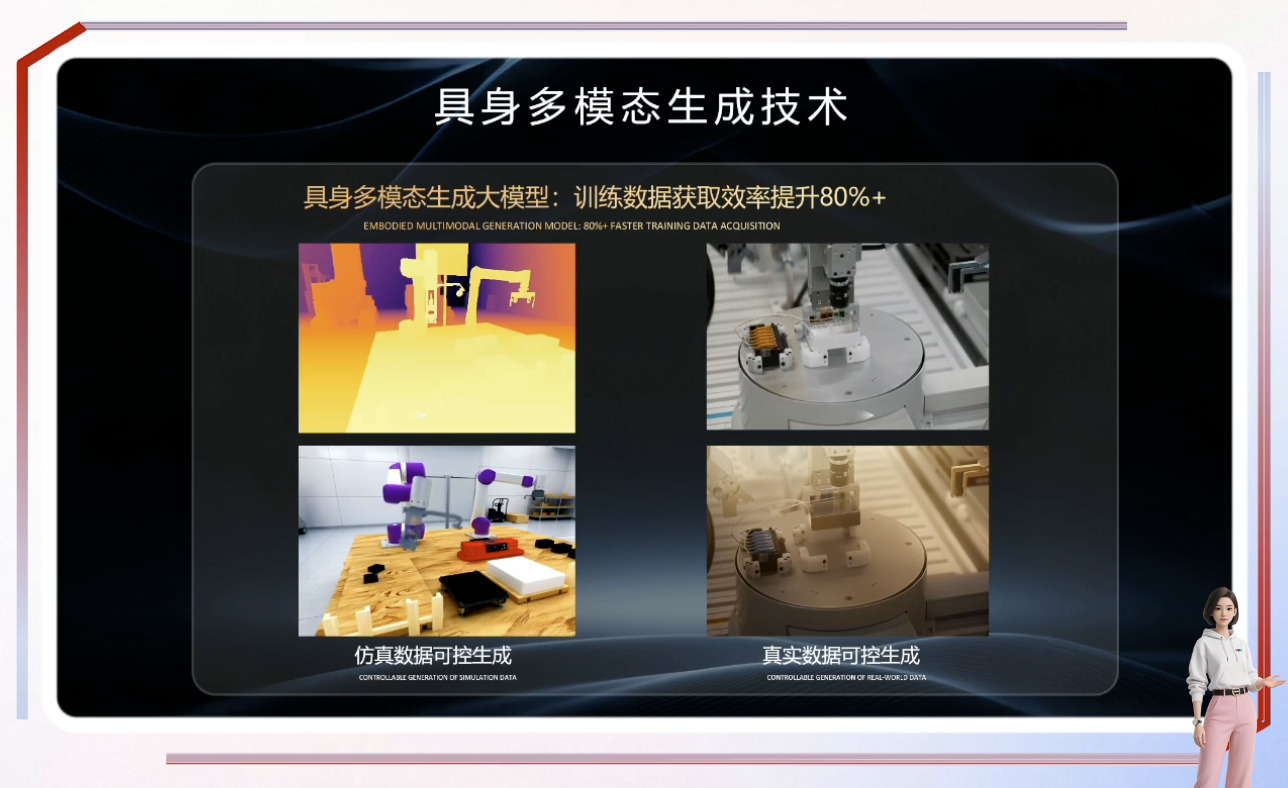 具身多模态生成技术
具身多模态生成大模型：训练数据获取效率提升80%+
EMBODIED MULTIMODAL GENERATION MODEL: 80%+ FASTER TRAINING DATA ACQUISITION
仿真数据可控生成
CONTROLLABLE GENERATION OF SIMULATION DATA
真实数据可控生成
CONTROLLABLE GENERATION OF REAL-WORLD DATA